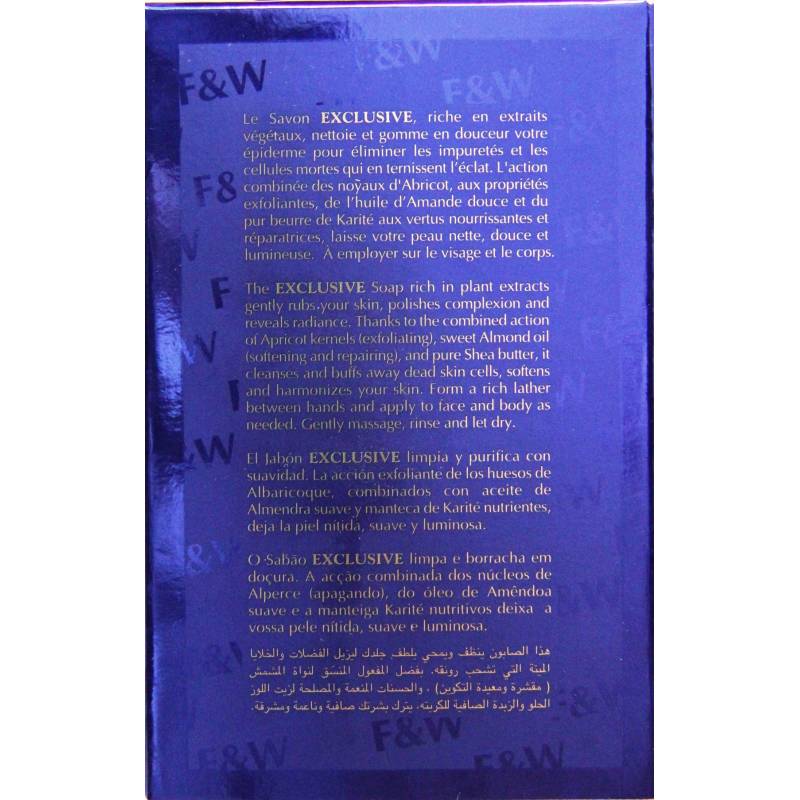 F&W
F&W
F&W
Le Savon EXCLUSIVE, riche en extraits
végétaux, nettoie et gomme en douceur votre
épiderme pour éliminer les impuretés et les
cellules mortes qui en ternissent l'éclat. L'action
combinée des noỹaux d'Abricot, aux propriétés
exfoliantes, de l'huile d'Amande douce et du
pur beurre de Karité aux vertus nourrissantes et
réparatrices, laisse votre peau nette, douce et
lumineuse. À employer sur le visage et le corps.
The EXCLUSIVE Soap rich in plant extracts
gently rubs your skin, polishes complexion and
reveals radiance. Thanks to the combined action
of Apricot kernels (exfoliating), sweet Almond oil
(softening and repairing), and pure Shea butter, it
cleanses and buffs away dead skin cells, softens
and harmonizes your skin. Form a rich lather
between hands and apply to face and body as
needed. Gently massage, rinse and let dry.
El Jabón EXCLUSIVE limpia y purifica con
suavidad. La acción exfoliante de los huesos de
Albaricoque, combinados con aceite de
Almendra suave y manteca de Karité nutrientes,
deja la piel nítida, suave y luminosa.
O Sabão EXCLUSIVE limpa e borracha em
doçura. A acção combinada dos núcleos de
Alperce (apagando), do óleo de Amêndoa
suave e a manteiga Karité nutritivos deixa a
vossa pele nítida, suave e luminosa.
هذا الصابون ينظف ويمحي بلطف جلدك ليزيل الفضلات والخلايا
الميتة التي تشحب رونقه. بفضل المفعول المنسق لنواة المشمش
( مقشرة ومعيدة التكوين) ، والحسنات المنعمة والمصلحة لزيت اللوز
الحلو والزبدة الصافية للكريته، يترك بشرتك صافية وناعمة ومشرقة.
F&W
F&W
F&W